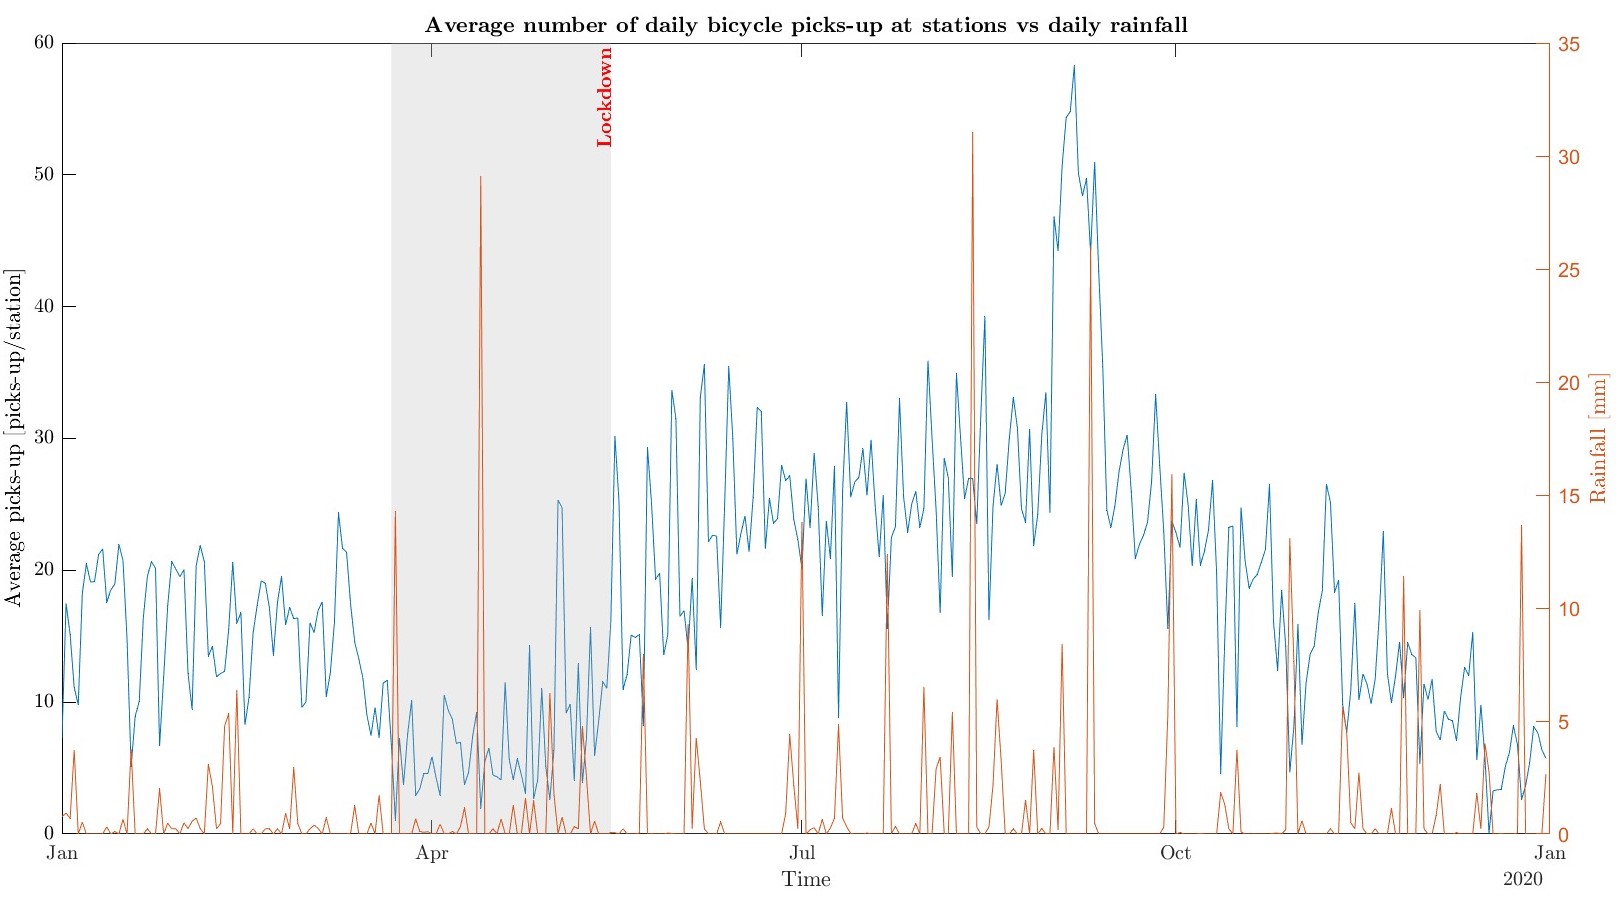 Average number of daily bicycle picks-up at stations vs daily rainfall
60
50
40
30
20
10
0
Average picks-up [picks-up/station]
Lockdown
35
30
25
20
15
10
5
0
Rainfall [mm]
Jan Apr Jul Oct Jan
Time
2020